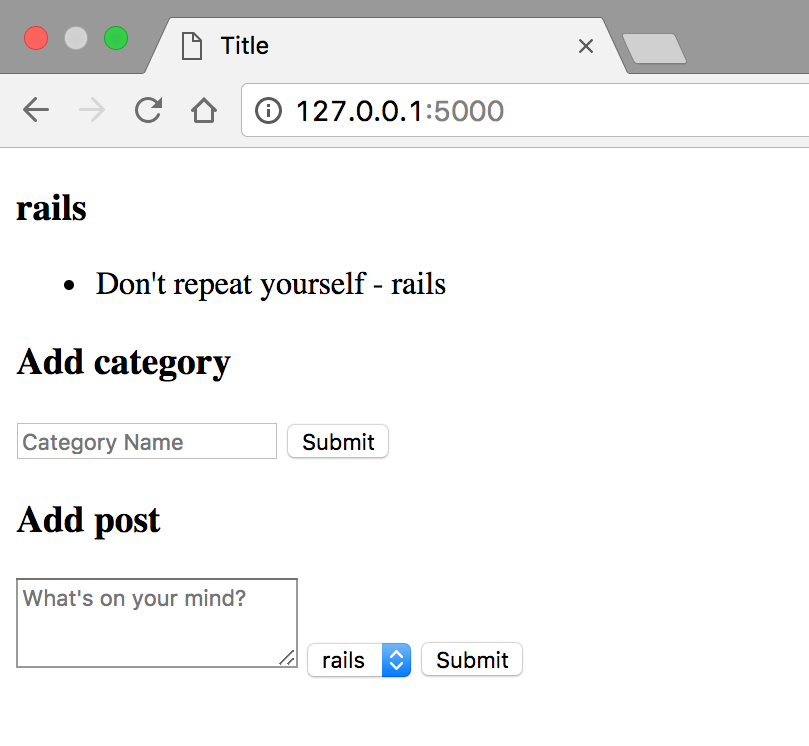 Title
127.0.0.1:5000
rails
Don't repeat yourself - rails
Add category
Category Name Submit
Add post
What's on your mind?
rails Submit